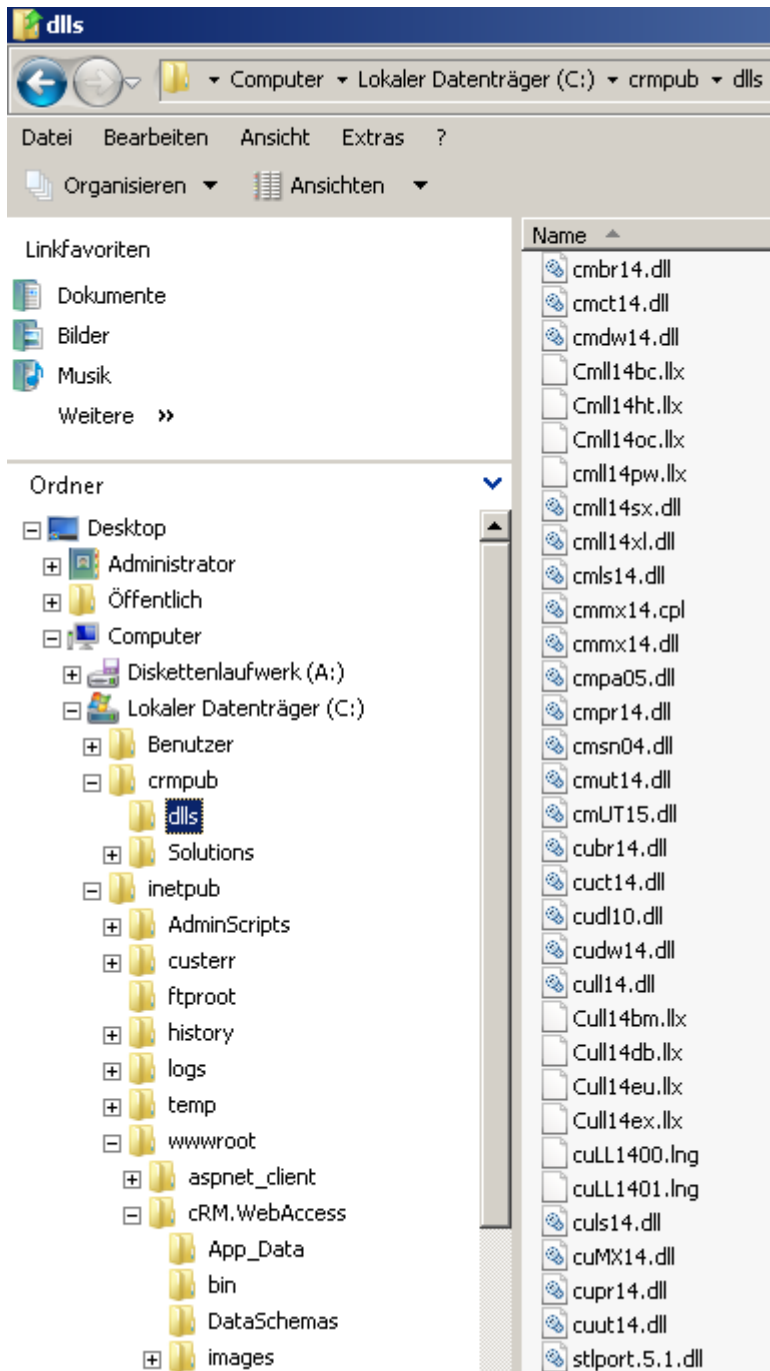 dlls
Computer Lokaler Datenträger (C:) crmpub dlls
Datei Bearbeiten Ansicht Extras ?
Organisieren Ansichten
Linkfavoriten
Dokumente
Bilder
Musik
Weitere »
Ordner
Desktop
Administrator
Öffentlich
Computer
Diskettenlaufwerk (A:)
Lokaler Datenträger (C:)
Benutzer
crmpub
dlls
Solutions
inetpub
AdminScripts
custerr
ftproot
history
logs
temp
wwwroot
aspnet_client
cRM.WebAccess
App_Data
bin
DataSchemas
images
Name
cmbr14.dll
cmct14.dll
cmdw14.dll
Cmll14bc.llx
Cmll14ht.llx
Cmll14oc.llx
cmll14pw.llx
cmll14sx.dll
cmll14xl.dll
cmls14.dll
cmmx14.cpl
cmmx14.dll
cmpa05.dll
cmpr14.dll
cmsn04.dll
cmut14.dll
cmUT15.dll
cubr14.dll
cuct14.dll
cudl10.dll
cudw14.dll
cull14.dll
Cull14bm.llx
Cull14db.llx
Cull14eu.llx
Cull14ex.llx
cuLL1400.lng
cuLL1401.lng
culs14.dll
cuMX14.dll
cupr14.dll
cuut14.dll
stlport.5.1.dll